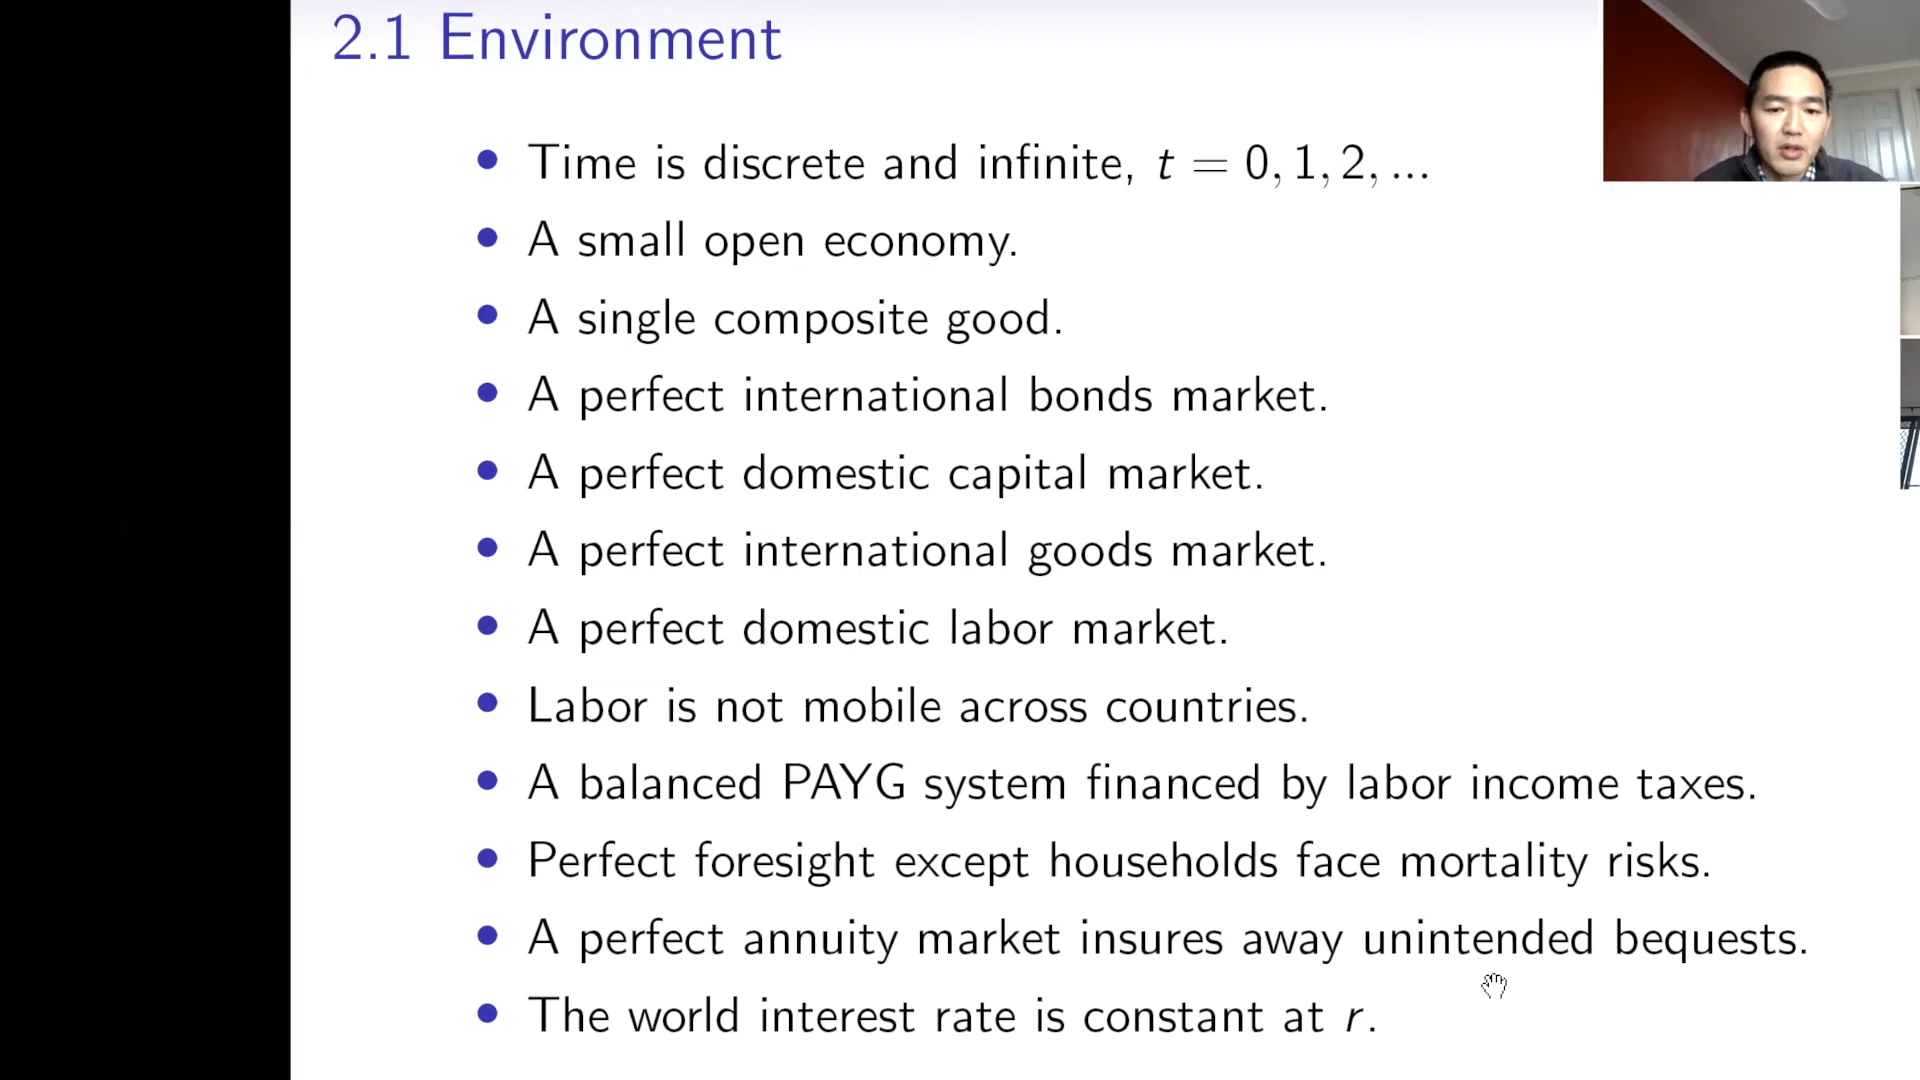 2.1 Environment
Time is discrete and infinite, t = 0, 1, 2, ...
A small open economy.
A single composite good.
A perfect international bonds market.
A perfect domestic capital market.
A perfect international goods market.
A perfect domestic labor market.
Labor is not mobile across countries.
A balanced PAYG system financed by labor income taxes.
Perfect foresight except households face mortality risks.
A perfect annuity market insures away unintended bequests.
The world interest rate is constant at r.